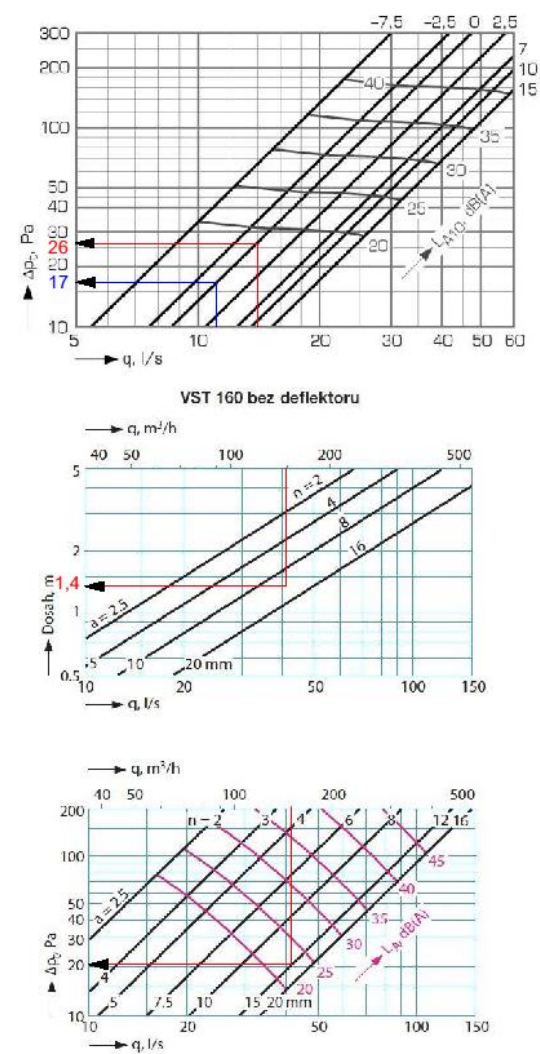 -7,5 -2,5 0 2,5
300
7
200
10
40
15
100
35
30
50
40
25
30
20
L_A10, dB(A)
26
20
17
10
Δp₀, Pa
5 10 20 30 40 50 60
q, l/s
VST 160 bez deflektoru
q, m³/h
40 50 100 200 500
5
n = 2
4
8
2
16
1,4
1
a = 2,5
Dosah, m
5 10 20 mm
0,5
10 20 50 100 150
q, l/s
q, m³/h
40 50 100 200 500
200
n = 2 3 4 6 8 12 16
100
45
a = 2,5
40
50
40
35
30
30
L_A, dB(A)
20
25
4
20
5 7,5 10 15 20 mm
10
Δp₀ Pa
10 20 50 100 150
q, l/s